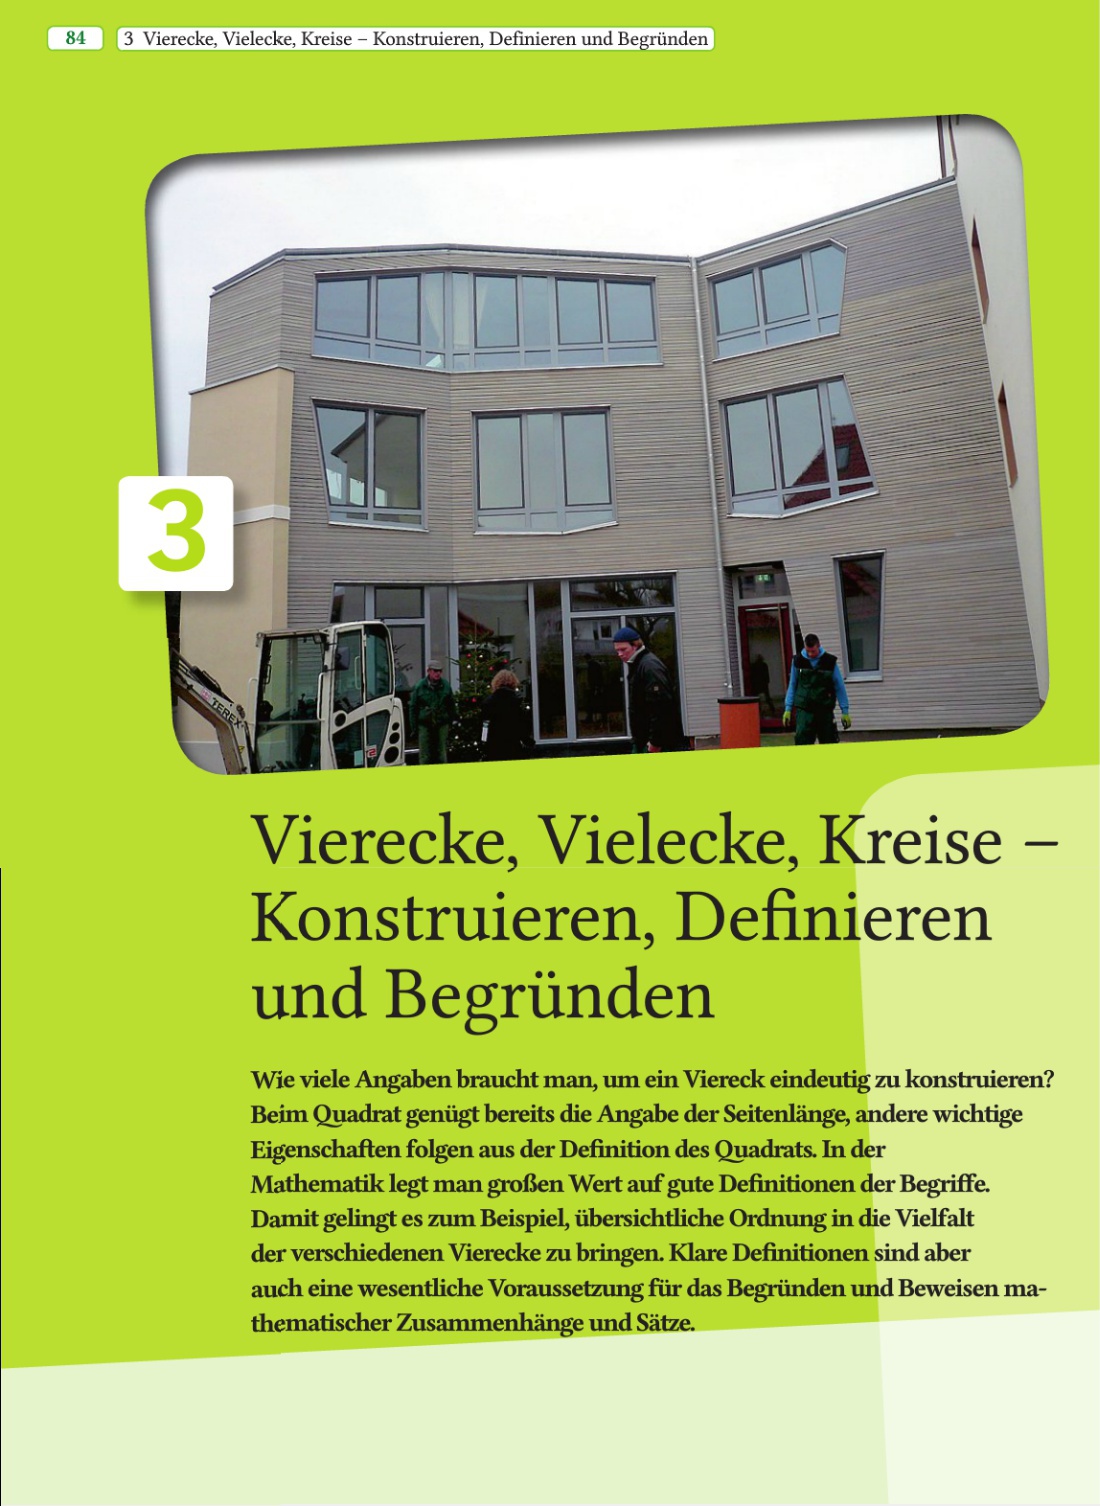 84
3 Vierecke, Vielecke, Kreise – Konstruieren, Definieren und Begründen
TEREX
3
Vierecke, Vielecke, Kreise –
Konstruieren, Definieren
und Begründen
Wie viele Angaben braucht man, um ein Viereck eindeutig zu konstruieren?
Beim Quadrat genügt bereits die Angabe der Seitenlänge, andere wichtige
Eigenschaften folgen aus der Definition des Quadrats. In der
Mathematik legt man großen Wert auf gute Definitionen der Begriffe.
Damit gelingt es zum Beispiel, übersichtliche Ordnung in die Vielfalt
der verschiedenen Vierecke zu bringen. Klare Definitionen sind aber
auch eine wesentliche Voraussetzung für das Begründen und Beweisen ma-
thematischer Zusammenhänge und Sätze.